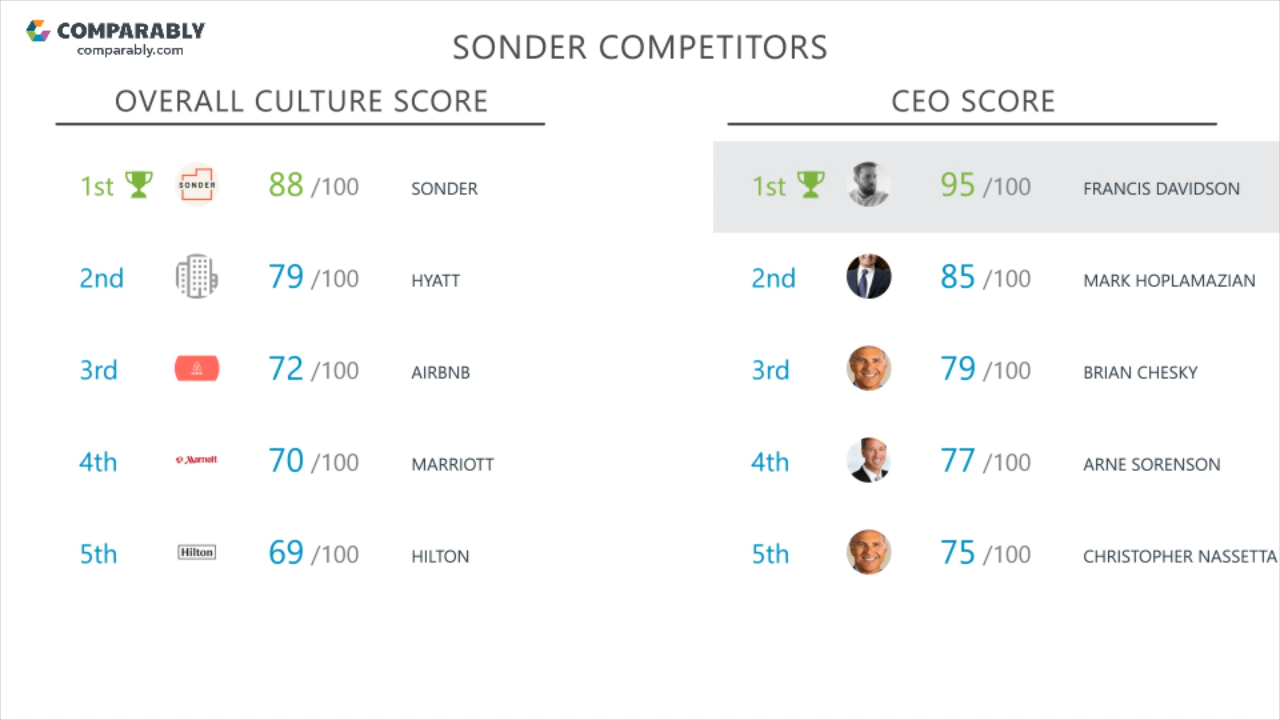 COMPARABLY
comparably.com
SONDER COMPETITORS
OVERALL CULTURE SCORE
1st SONDER 88 /100 SONDER
2nd 79 /100 HYATT
3rd 72 /100 AIRBNB
4th Marriott 70 /100 MARRIOTT
5th Hilton 69 /100 HILTON
CEO SCORE
1st 95 /100 FRANCIS DAVIDSON
2nd 85 /100 MARK HOPLAMAZIAN
3rd 79 /100 BRIAN CHESKY
4th 77 /100 ARNE SORENSON
5th 75 /100 CHRISTOPHER NASSETTA